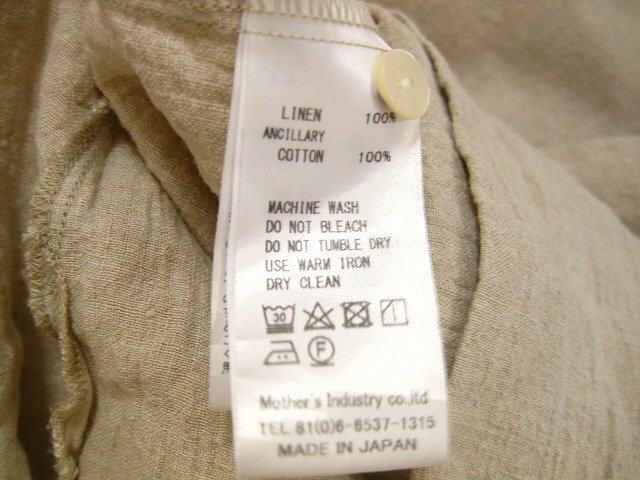 LINEN 100%
ANCILLARY
COTTON 100%
MACHINE WASH
DO NOT BLEACH
DO NOT TUMBLE DRY
USE WARM IRON
DRY CLEAN
30
F
Mother's Industry co.,ltd
TEL 81(0)6-6537-1315
MADE IN JAPAN